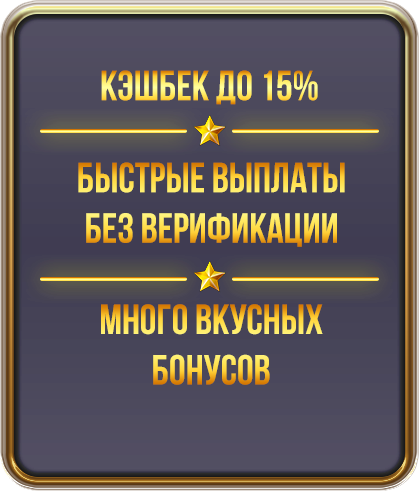 КЭШБЕК ДО 15%
БЫСТРЫЕ ВЫПЛАТЫ
БЕЗ ВЕРИФИКАЦИИ
МНОГО ВКУСНЫХ
БОНУСОВ